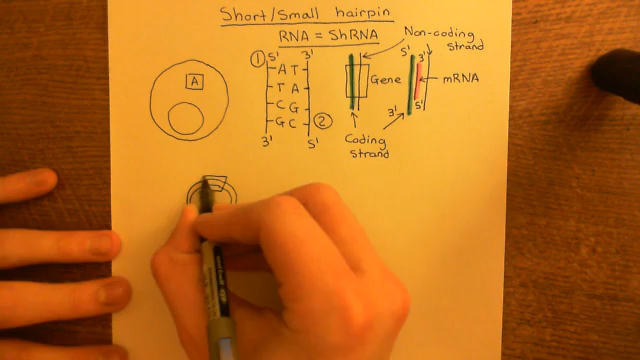 Short/Small hairpin
RNA = ShRNA
A
1 5' 3'
A T
T A
C G
G C 2
3' 5'
Gene
Coding
strand
Non-coding
strand
5' 3'
mRNA
3' 5'